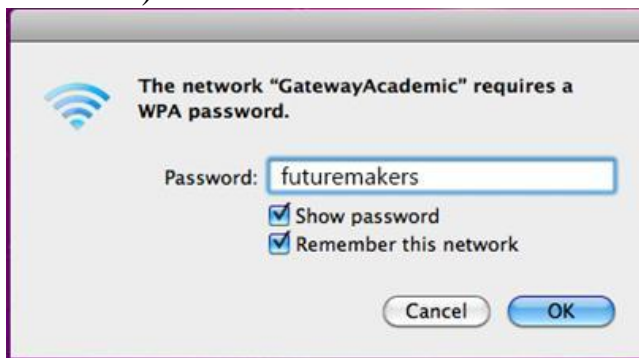 The network “GatewayAcademic” requires a
WPA password.
Password: futuremakers
Show password
Remember this network
Cancel OK